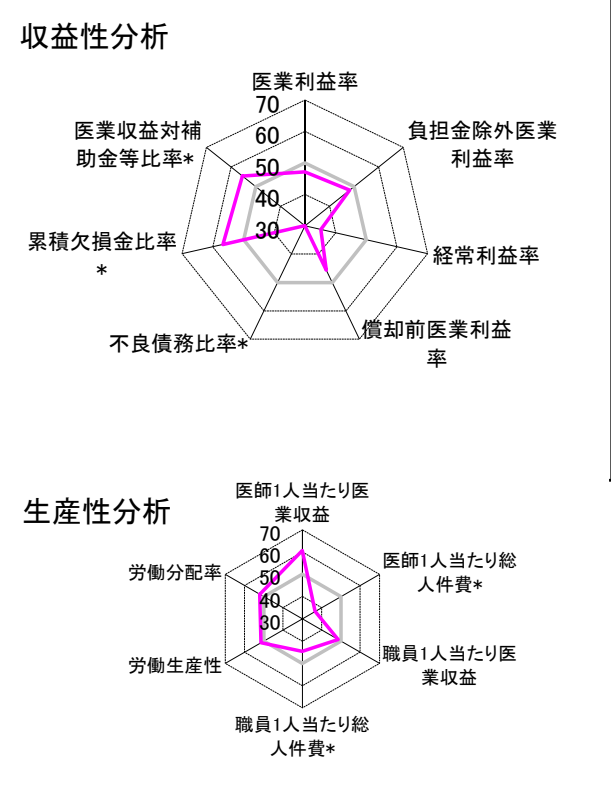 収益性分析
医業利益率
70
60
50
40
30
負担金除外医業
利益率
経常利益率
償却前医業利益
率
不良債務比率*
累積欠損金比率
*
医業収益対補
助金等比率*
生産性分析
医師1人当たり医
業収益
70
60
50
40
30
医師1人当たり総
人件費*
職員1人当たり医
業収益
職員1人当たり総
人件費*
労働生産性
労働分配率